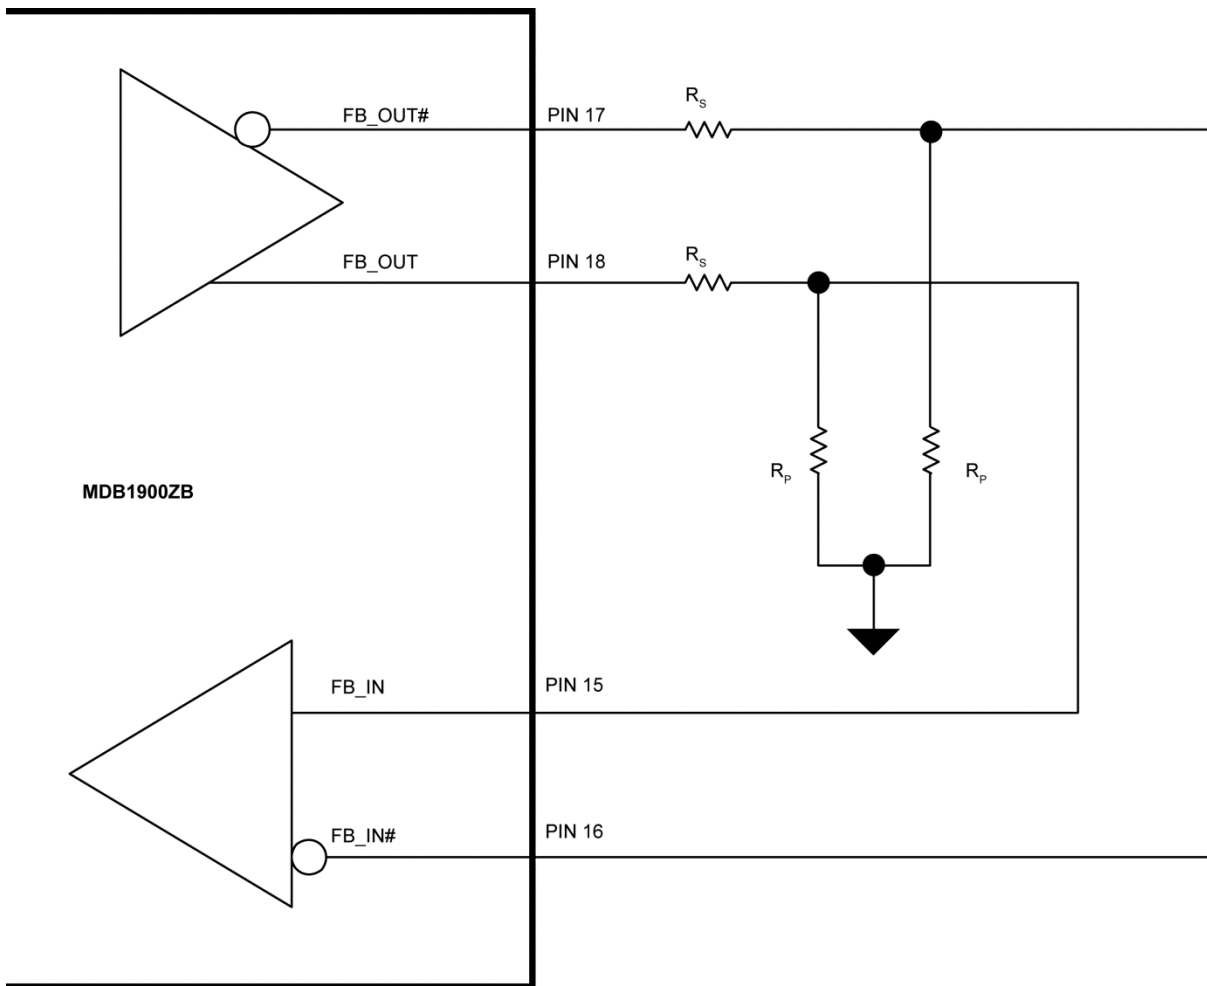 R_S
FB_OUT# PIN 17
R_S
FB_OUT PIN 18
R_P R_P
MDB1900ZB
FB_IN PIN 15
FB_IN# PIN 16